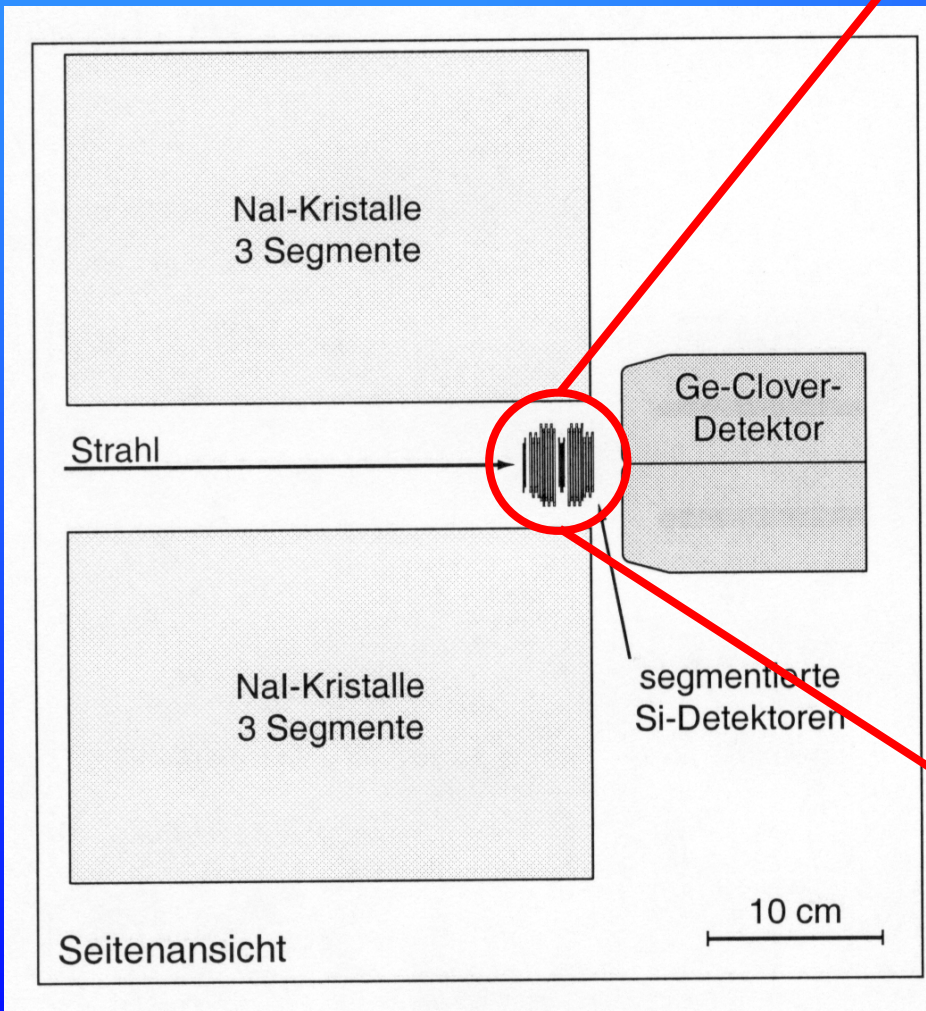 NaI-Kristalle
3 Segmente
Ge-Clover-
Detektor
Strahl
NaI-Kristalle
3 Segmente
segmentierte
Si-Detektoren
10 cm
Seitenansicht